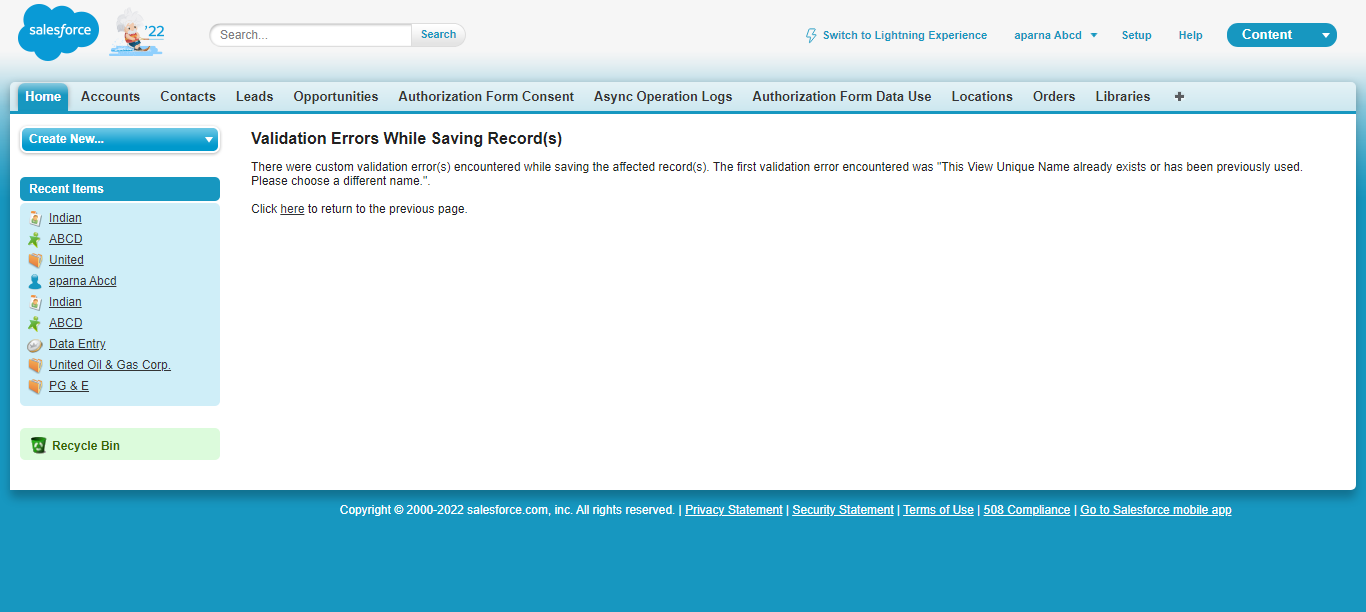 salesforce
'22
Search...
Search
Switch to Lightning Experience
aparna Abcd
Setup
Help
Content
Home Accounts Contacts Leads Opportunities Authorization Form Consent Async Operation Logs Authorization Form Data Use Locations Orders Libraries +
Create New...
Recent Items
Indian
ABCD
United
aparna Abcd
Indian
ABCD
Data Entry
United Oil & Gas Corp.
PG & E
Recycle Bin
Validation Errors While Saving Record(s)
There were custom validation error(s) encountered while saving the affected record(s). The first validation error encountered was "This View Unique Name already exists or has been previously used.
Please choose a different name.".
Click here to return to the previous page.
Copyright © 2000-2022 salesforce.com, inc. All rights reserved. | Privacy Statement | Security Statement | Terms of Use | 508 Compliance | Go to Salesforce mobile app